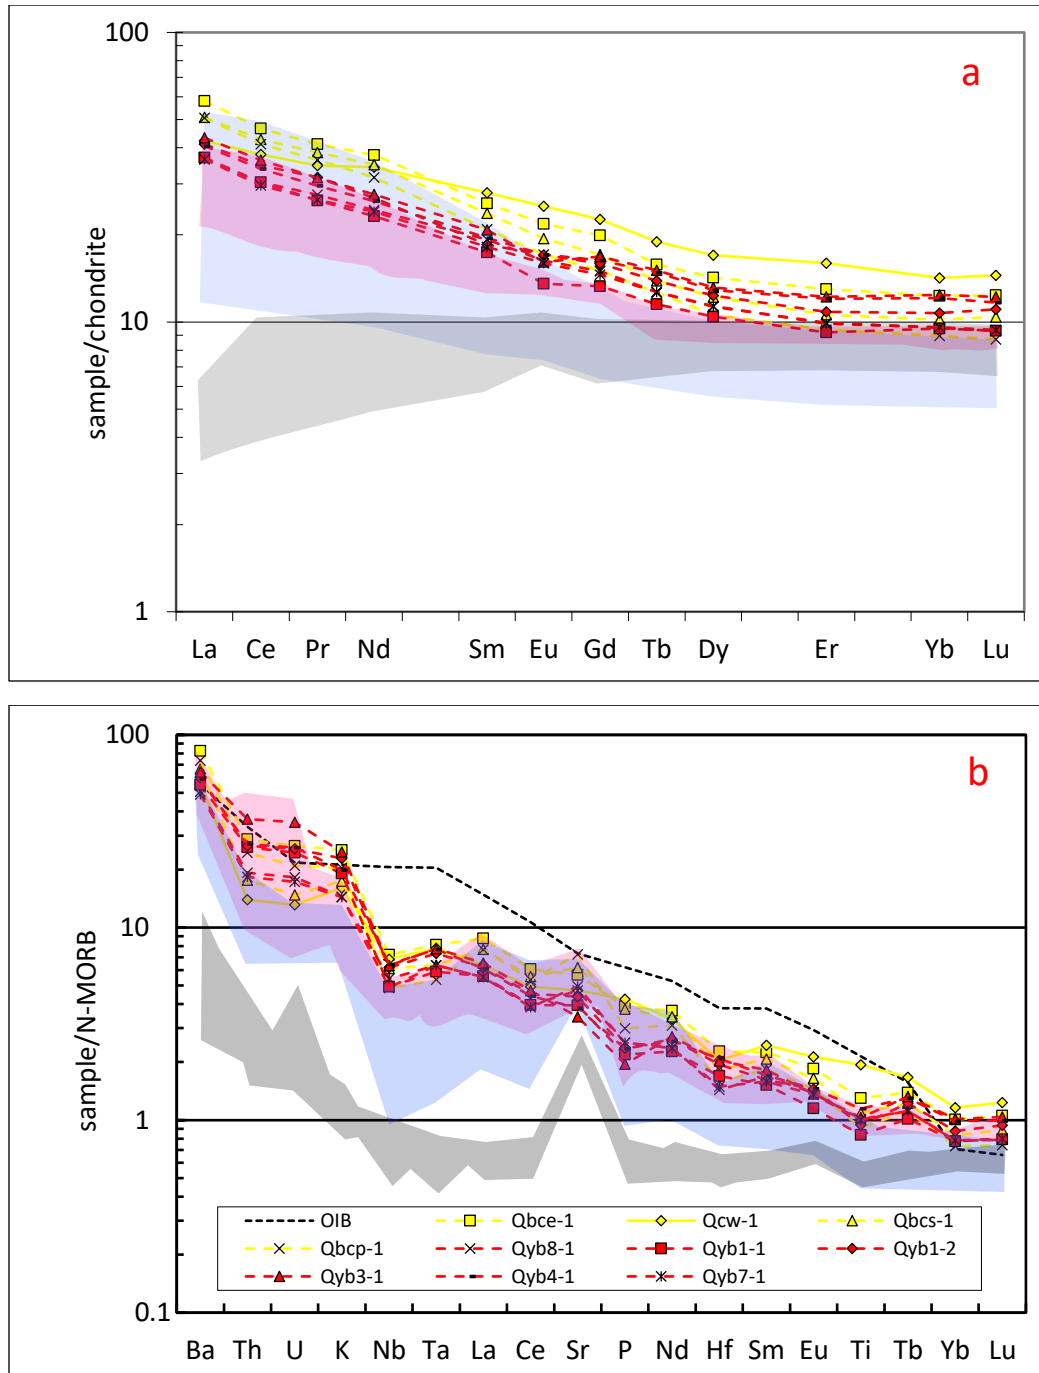 100
a
10
1
sample/chondrite
La Ce Pr Nd Sm Eu Gd Tb Dy Er Yb Lu
100
b
10
1
0.1
sample/N-MORB
OIB Qbce-1 Qcw-1 Qbcs-1
Qbcp-1 Qyb8-1 Qyb1-1 Qyb1-2
Qyb3-1 Qyb4-1 Qyb7-1
Ba Th U K Nb Ta La Ce Sr P Nd Hf Sm Eu Ti Tb Yb Lu